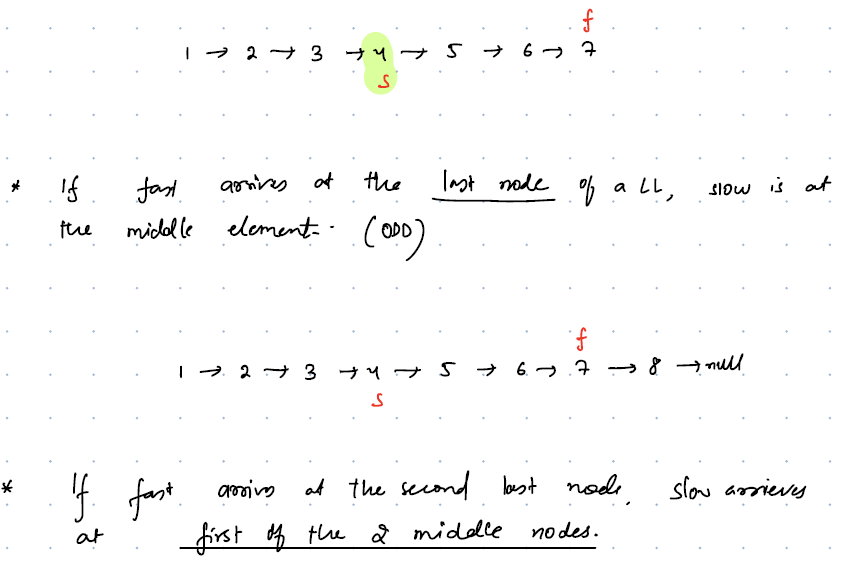 f
1 → 2 → 3 → 4 → 5 → 6 → 7
s
* If fast arrives at the last node of a LL, slow is at
the middle element. (ODD)
f
1 → 2 → 3 → 4 → 5 → 6 → 7 → 8 → null
s
* If fast arrives at the second last node, slow arrieves
at first of the 2 middle nodes.